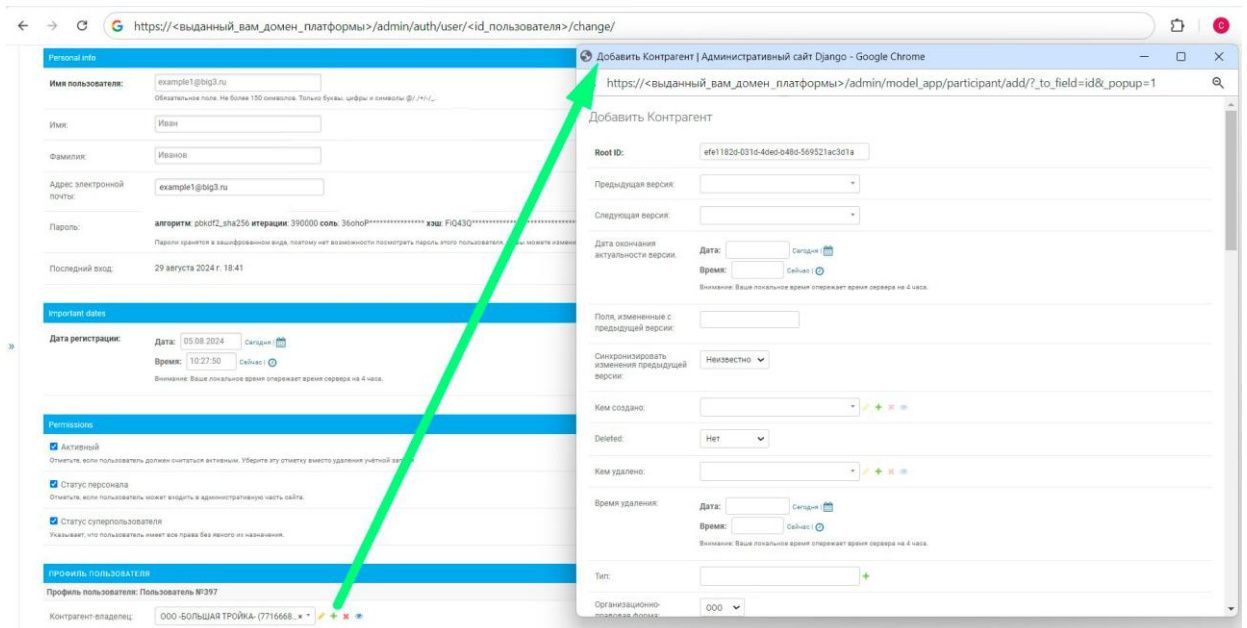 https://<выданный_вам_домен_платформы>/admin/auth/user/<id_пользователя>/change/
Personal info
Имя пользователя:
example1@big3.ru
Обязательное поле. Не более 150 символов. Только буквы, цифры и символы @/./+/-/_.
Имя:
Иван
Фамилия:
Иванов
Адрес электронной
почты:
example1@big3.ru
Пароль:
алгоритм: pbkdf2_sha256 итерации: 390000 соль: 36ohoP**************** хэш: FiQ43Q
Пароли хранятся в зашифрованном виде, поэтому нет возможности посмотреть пароль этого пользователя
Последний вход:
29 августа 2024 г. 18:41
Important dates
Дата регистрации:
Дата: 05.08.2024 Сегодня |
Время: 10:27:50 Сейчас |
Внимание: Ваше локальное время опережает время сервера на 4 часа.
Permissions
Активный
Отметьте, если пользователь должен считаться активным. Уберите эту отметку вместо удаления учётной
Статус персонала
Отметьте, если пользователь может входить в административную часть сайта.
Статус суперпользователя
Указывает, что пользователь имеет все права без явного их назначения.
ПРОФИЛЬ ПОЛЬЗОВАТЕЛЯ
Профиль пользователя: Пользователь №397
Контрагент-владелец:
ООО -БОЛЬШАЯ ТРОЙКА- (7716668...
Добавить Контрагент | Административный сайт Django - Google Chrome
https://<выданный_вам_домен_платформы>/admin/model_app/participant/add/?_to_field=id&_popup=1
Добавить Контрагент
Root ID:
efe1182d-031d-4ded-b48d-569521ac3d1a
Предыдущая версия:
Следующая версия:
Дата окончания
актуальности версии:
Дата: Сегодня |
Время: Сейчас |
Внимание: Ваше локальное время опережает время сервера на 4 часа.
Поля, измененные с
предыдущей версии:
Синхронизировать
изменения предыдущей
версии:
Неизвестно
Кем создано:
Deleted:
Нет
Кем удалено:
Время удаления:
Дата: Сегодня |
Время: Сейчас |
Внимание: Ваше локальное время опережает время сервера на 4 часа.
Тип:
Организационно-
правовая форма:
ООО